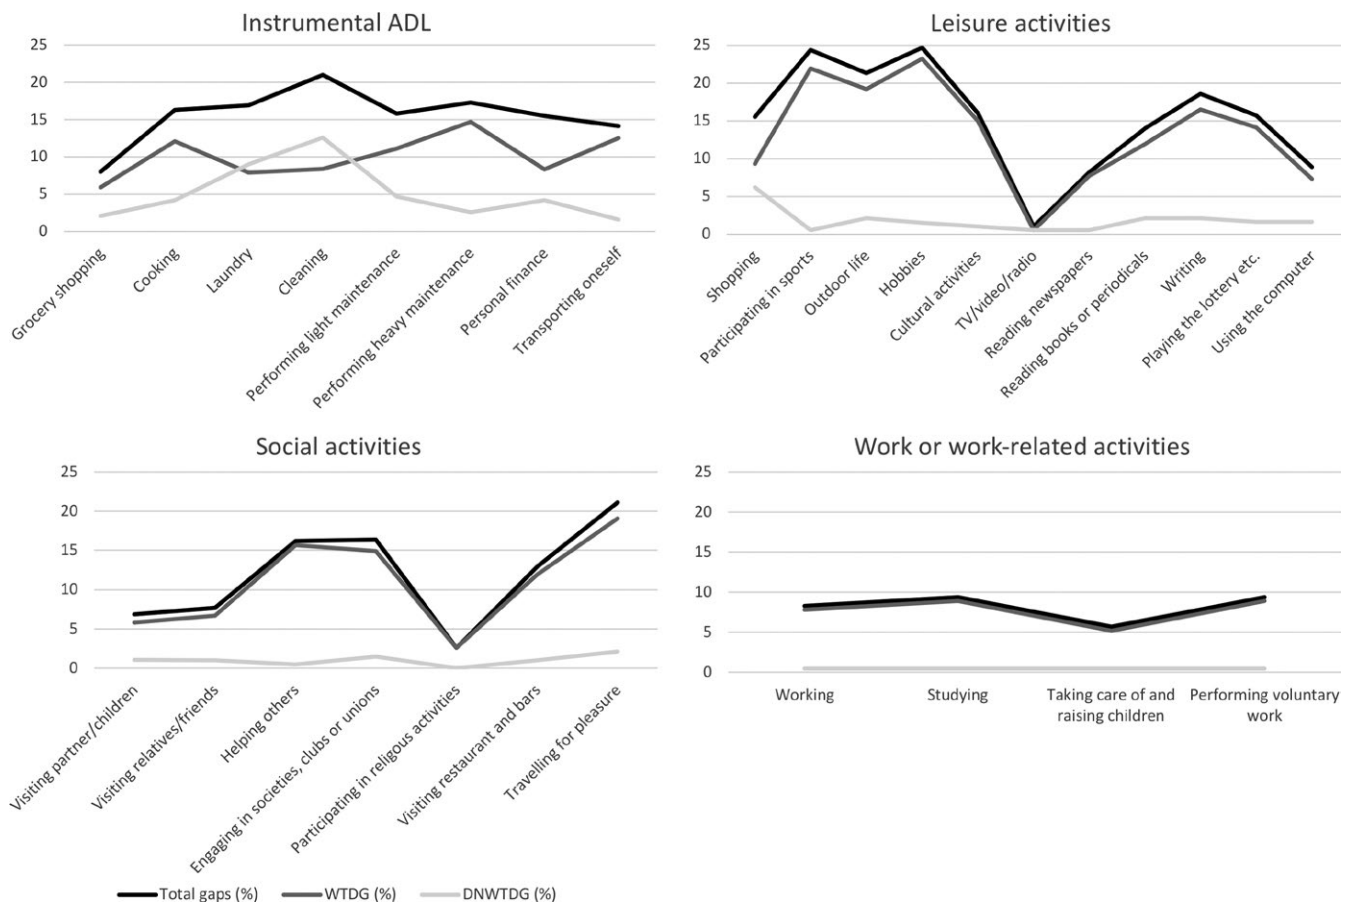 Instrumental ADL
25
20
15
10
5
0
Grocery shopping
Cooking
Laundry
Cleaning
Performing light maintenance
Performing heavy maintenance
Personal finance
Transporting oneself
Leisure activities
25
20
15
10
5
0
Shopping
Participating in sports
Outdoor life
Hobbies
Cultural activities
TV/video/radio
Reading newspapers
Reading books or periodicals
Writing
Playing the lottery etc.
Using the computer
Social activities
25
20
15
10
5
0
Visiting partner/children
Visiting relatives/friends
Helping others
Engaging in societies, clubs or unions
Participating in religous activities
Visiting restaurant and bars
Travelling for pleasure
Work or work-related activities
25
20
15
10
5
0
Working
Studying
Taking care of and
raising children
Performing voluntary
work
Total gaps (%)
WTDG (%)
DNWTDG (%)